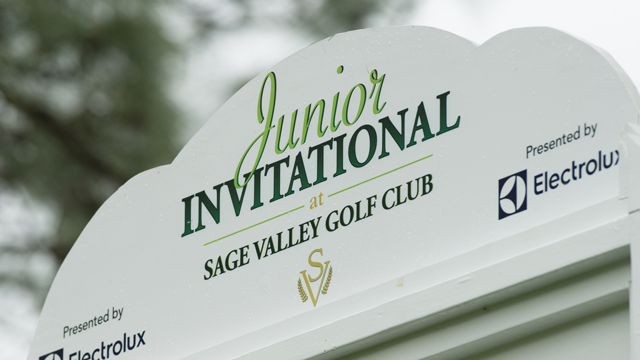 Junior
INVITATIONAL
at
SAGE VALLEY GOLF CLUB
SV
Presented by
Electrolux
Presented by
Electrolux